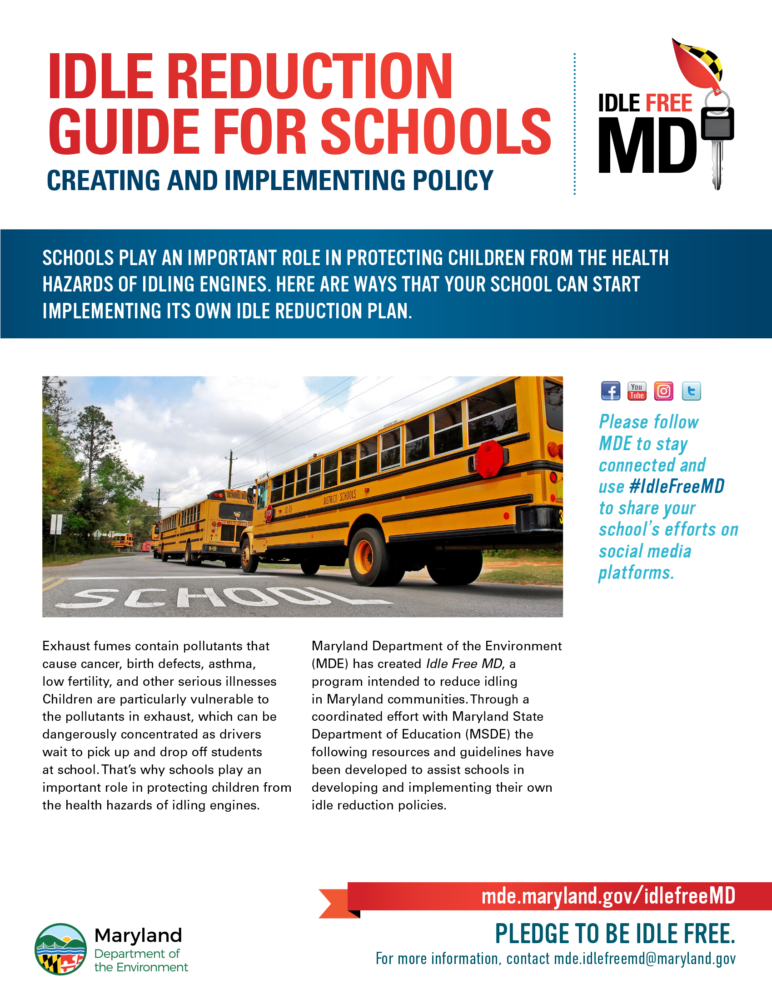 IDLE REDUCTION
GUIDE FOR SCHOOLS
CREATING AND IMPLEMENTING POLICY
IDLE FREE
MD
SCHOOLS PLAY AN IMPORTANT ROLE IN PROTECTING CHILDREN FROM THE HEALTH
HAZARDS OF IDLING ENGINES. HERE ARE WAYS THAT YOUR SCHOOL CAN START
IMPLEMENTING ITS OWN IDLE REDUCTION PLAN.
SCHOOL BUS
9-05
STOP
32-05
DISTRICT SCHOOLS
3
SCHOOL
You
Tube
Please follow
MDE to stay
connected and
use #IdleFreeMD
to share your
school's efforts on
social media
platforms.
Exhaust fumes contain pollutants that
cause cancer, birth defects, asthma,
low fertility, and other serious illnesses
Children are particularly vulnerable to
the pollutants in exhaust, which can be
dangerously concentrated as drivers
wait to pick up and drop off students
at school. That's why schools play an
important role in protecting children from
the health hazards of idling engines.
Maryland Department of the Environment
(MDE) has created Idle Free MD, a
program intended to reduce idling
in Maryland communities. Through a
coordinated effort with Maryland State
Department of Education (MSDE) the
following resources and guidelines have
been developed to assist schools in
developing and implementing their own
idle reduction policies.
mde.maryland.gov/idlefreeMD
PLEDGE TO BE IDLE FREE.
For more information, contact mde.idlefreemd@maryland.gov
Maryland
Department of
the Environment